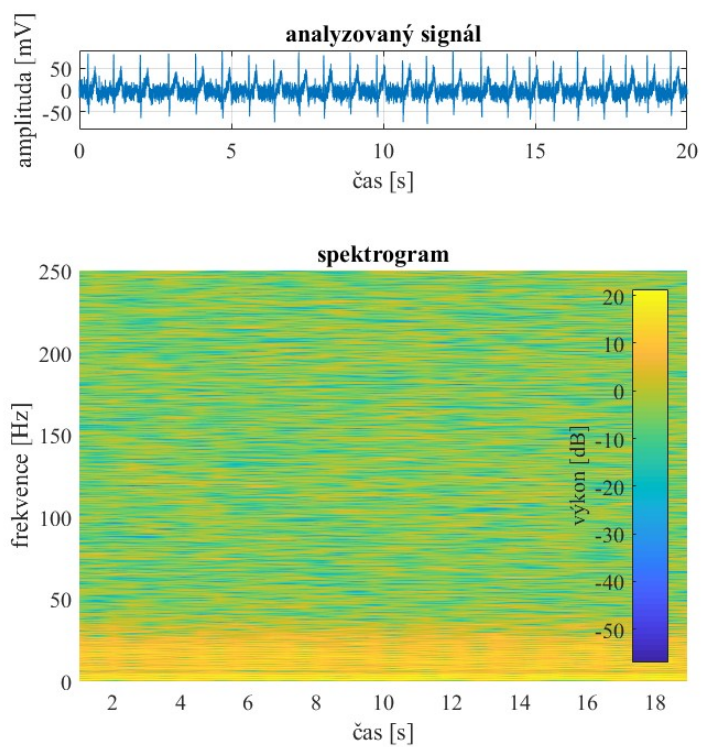 analyzovaný signál
amplituda [mV]
50
0
-50
0 5 10 15 20
čas [s]
spektrogram
frekvence [Hz]
250
200
150
100
50
0
20
10
0
-10
-20
-30
-40
-50
výkon [dB]
2 4 6 8 10 12 14 16 18
čas [s]